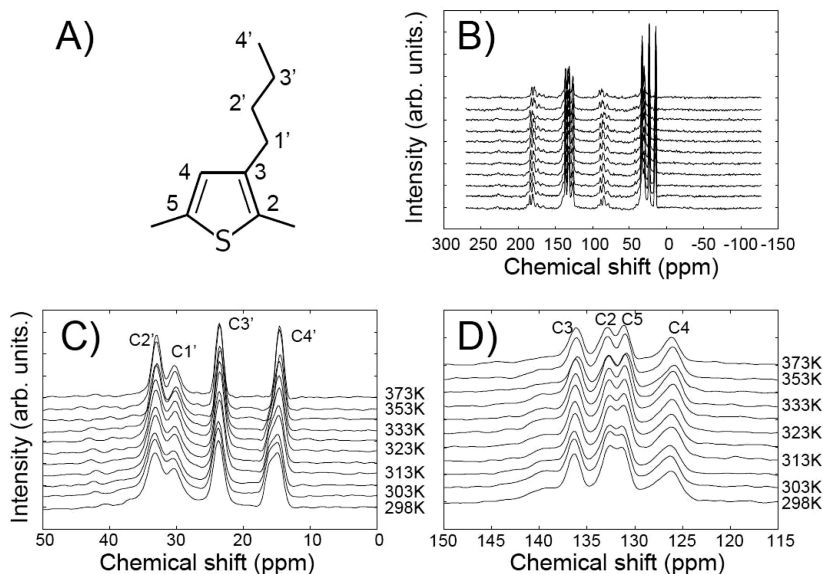 A)
4'
3'
2'
1'
4
3
5
2
S
B)
Intensity (arb. units.)
300 250 200 150 100 50 0 -50 -100 -150
Chemical shift (ppm)
C)
C2'
C1'
C3'
C4'
Intensity (arb. units.)
373K
353K
333K
323K
313K
303K
298K
50 40 30 20 10 0
Chemical shift (ppm)
D)
C3
C2
C5
C4
373K
353K
333K
323K
313K
303K
298K
150 145 140 135 130 125 120 115
Chemical shift (ppm)